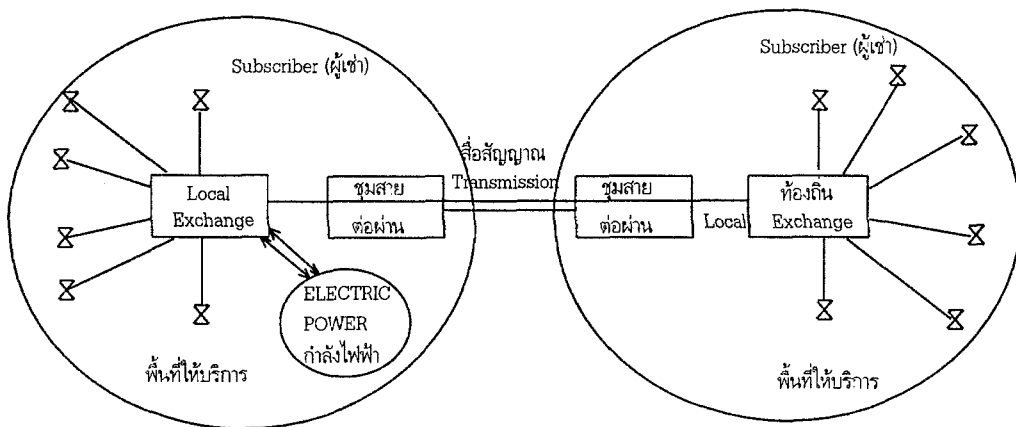 Subscriber (ผู้เช่า)
Local
Exchange
ชุมสาย
ต่อผ่าน
ELECTRIC
POWER
กำลังไฟฟ้า
พื้นที่ให้บริการ
สื่อสัญญาณ
Transmission
Subscriber (ผู้เช่า)
ชุมสาย
ต่อผ่าน
Local
ท้องถิ่น
Exchange
พื้นที่ให้บริการ